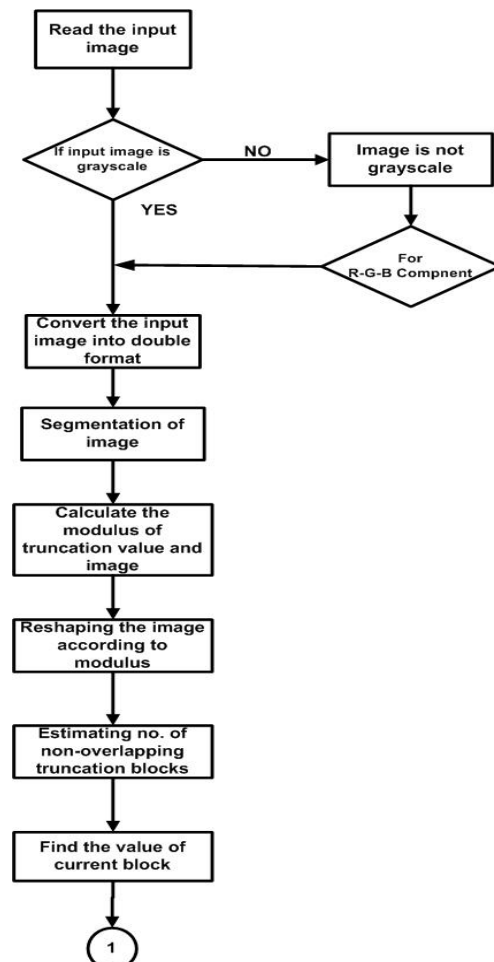 Read the input
image
If input image is
grayscale
NO
Image is not
grayscale
YES
For
R-G-B Compnent
Convert the input
image into double
format
Segmentation of
image
Calculate the
modulus of
truncation value and
image
Reshaping the image
according to
modulus
Estimating no. of
non-overlapping
truncation blocks
Find the value of
current block
1